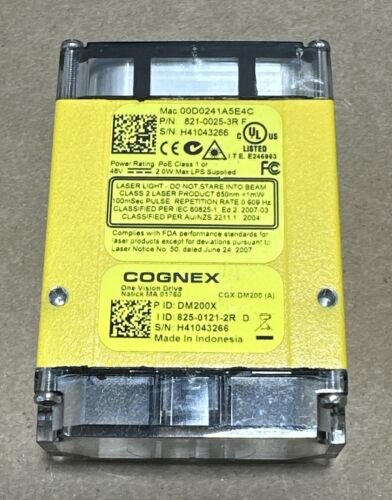 Mac 00D0241A5E4C
P/N 821-0025-3R F
S/N H41043266
C UL US
LISTED
I.T.E. E246993
Power Rating PoE Class 1 or
48V ⎓ 2.0W Max LPS Supplied
FC
LASER LIGHT - DO NOT STARE INTO BEAM
CLASS 2 LASER PRODUCT 650nm <1mW
100mSec PULSE, REPETITION RATE 0.909 Hz
CLASSIFIED PER IEC 60825-1, Ed 2, 2007-03
CLASSIFIED PER AU/NZS 2211.1 2004
Complies with FDA performance standards for
laser products except for deviations pursuant to
Laser Notice No. 50, dated June 24, 2007
COGNEX
One Vision Drive
Natick MA 01760
CGX-DM200 (A)
P ID: DM200X
I ID: 825-0121-2R D
S/N: H41043266
Made In Indonesia